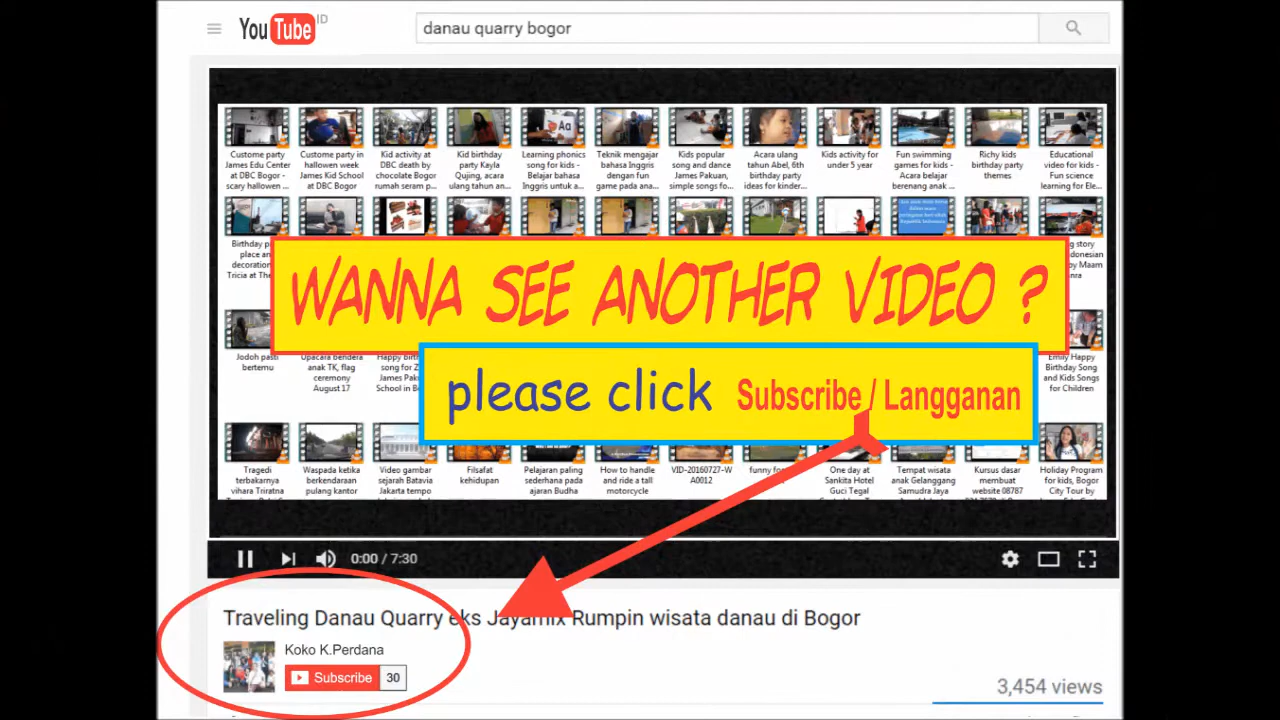 YouTube ID
danau quarry bogor
Custome party
James Edu Center
at DBC Bogor -
scary hallowen ...
Custome party in
hallowen week
James Kid School
at DBC Bogor
Kid activity at
DBC death by
chocolate Bogor
rumah seram p...
Kid birthday
party Kayla
Qujing, acara
ulang tahun an...
Learning phonics
song for kids -
Belajar bahasa
Inggris untuk a...
Teknik mengajar
bahasa Inggris
dengan fun
game pada ana...
Kids popular
song and dance
James Pakuan,
simple songs fo...
Acara ulang
tahun Abel, 6th
birthday party
ideas for kinder...
Kids activity for
under 5 year
Fun swimming
games for kids -
Acara belajar
berenang anak ...
Richy kids
birthday party
themes
Educational
video for kids -
Fun science
learning for Ele...
Aa
WANNA SEE ANOTHER VIDEO ?
please click Subscribe / Langganan
Jodoh pasti
bertemu
Upacara bendera
anak TK, flag
ceremony
August 17
Emily Happy
Birthday Song
and Kids Songs
for Children
Tragedi
terbakarnya
vihara Triratna
Waspada ketika
berkendaraan
pulang kantor
Video gambar
sejarah Batavia
Jakarta tempo
Filsafat
kehidupan
Pelajaran paling
sederhana pada
ajaran Budha
How to handle
and ride a tall
motorcycle
VID-20160727-W
A0012
One day at
Sankita Hotel
Guci Tegal
Tempat wisata
anak Gelanggang
Samudra Jaya
Kursus dasar
membuat
website 08787
Holiday Program
for kids, Bogor
City Tour by
0:00 / 7:30
Traveling Danau Quarry eks Jayamix Rumpin wisata danau di Bogor
Koko K.Perdana
Subscribe 30
3,454 views